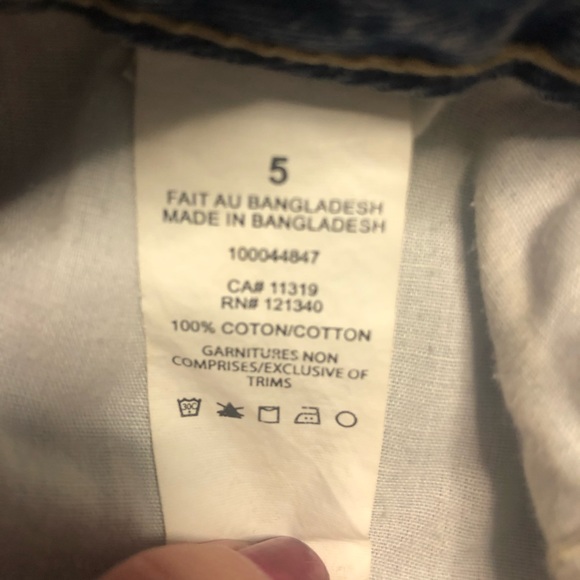 5
FAIT AU BANGLADESH
MADE IN BANGLADESH
100044847
CA# 11319
RN# 121340
100% COTON/COTTON
GARNITURES NON
COMPRISES/EXCLUSIVE OF
TRIMS
30C